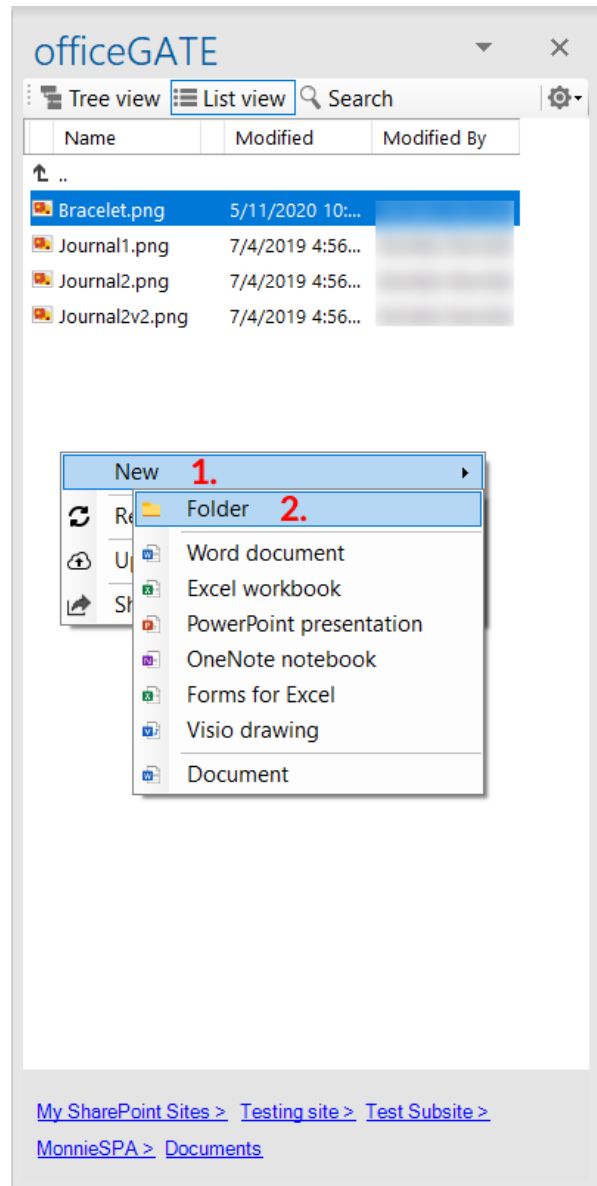 officeGATE
Tree view List view Search
Name Modified Modified By
..
Bracelet.png 5/11/2020 10:...
Journal1.png 7/4/2019 4:56...
Journal2.png 7/4/2019 4:56...
Journal2v2.png 7/4/2019 4:56...
New 1.
Folder 2.
Word document
Excel workbook
PowerPoint presentation
OneNote notebook
Forms for Excel
Visio drawing
Document
My SharePoint Sites > Testing site > Test Subsite >
MonnieSPA > Documents